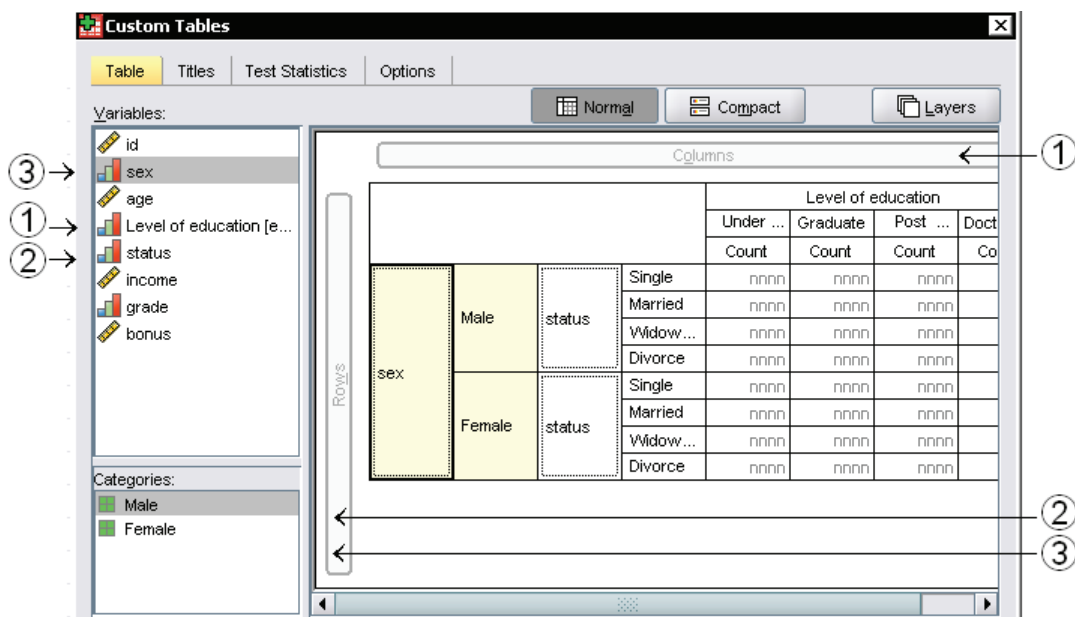 Custom Tables
Table Titles Test Statistics Options
Normal Compact Layers
Variables:
id
sex
age
Level of education [e...
status
income
grade
bonus
③
①
②
Categories:
Male
Female
Columns
①
Rows
Level of education
Under ... Graduate Post ... Doct
Count Count Count Co
sex
Male
status
Single nnnn nnnn nnnn
Married nnnn nnnn nnnn
Widow... nnnn nnnn nnnn
Divorce nnnn nnnn nnnn
Female
status
Single nnnn nnnn nnnn
Married nnnn nnnn nnnn
Widow... nnnn nnnn nnnn
Divorce nnnn nnnn nnnn
②
③